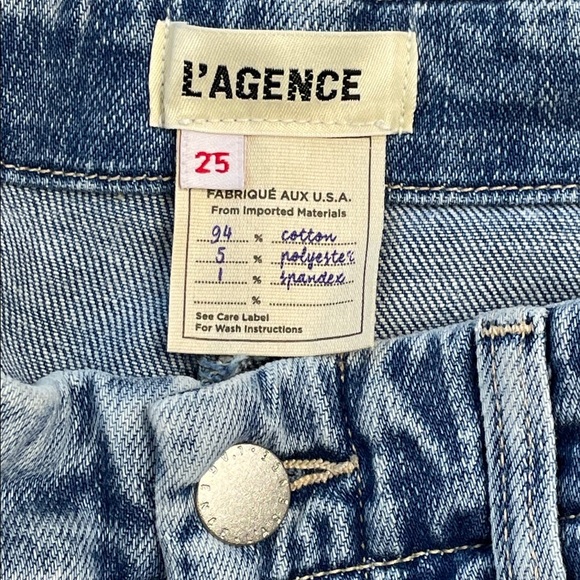 L'AGENCE
25
FABRIQUÉ AUX U.S.A.
From Imported Materials
94 % cotton
5 % polyester
1 % spandex
%
See Care Label
For Wash Instructions